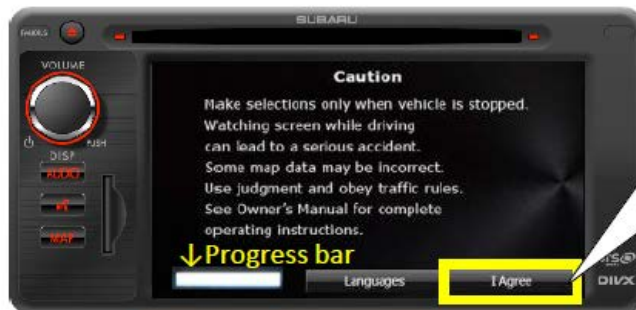 SUBARU
VOLUME
PUSH
DISP
AUDIO
MAP
Caution
Make selections only when vehicle is stopped.
Watching screen while driving
can lead to a serious accident.
Some map data may be incorrect.
Use judgment and obey traffic rules.
See Owner's Manual for complete
operating instructions.
↓Progress bar
Languages
I Agree
DIVX